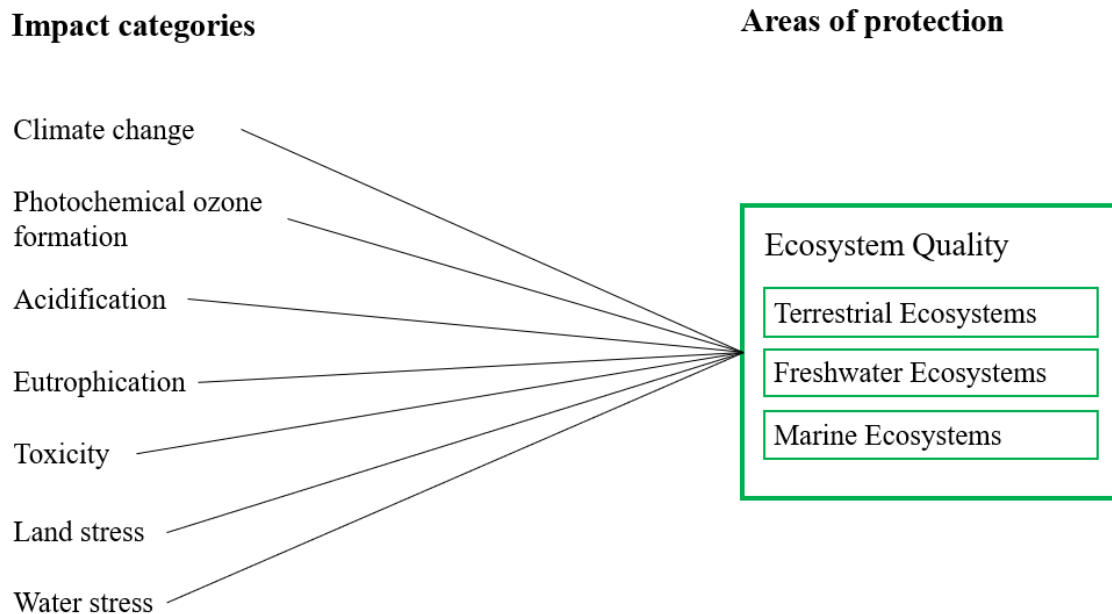 Impact categories
Areas of protection
Climate change
Photochemical ozone
formation
Acidification
Eutrophication
Toxicity
Land stress
Water stress
Ecosystem Quality
Terrestrial Ecosystems
Freshwater Ecosystems
Marine Ecosystems